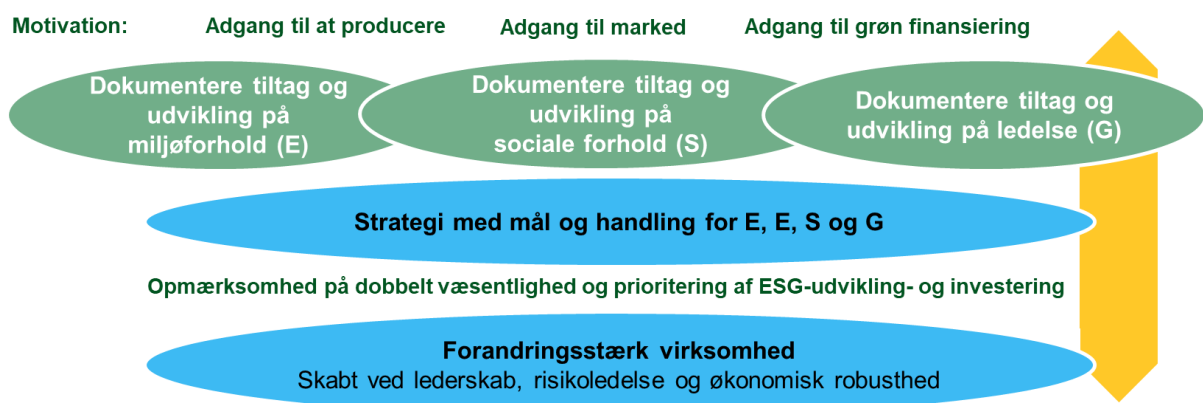 Motivation: Adgang til at producere Adgang til marked Adgang til grøn finansiering
Dokumentere tiltag og
udvikling på
miljøforhold (E)
Dokumentere tiltag og
udvikling på
sociale forhold (S)
Dokumentere tiltag og
udvikling på ledelse (G)
Strategi med mål og handling for E, E, S og G
Opmærksomhed på dobbelt væsentlighed og prioritering af ESG-udvikling- og investering
Forandringsstærk virksomhed
Skabt ved lederskab, risikoledelse og økonomisk robusthed